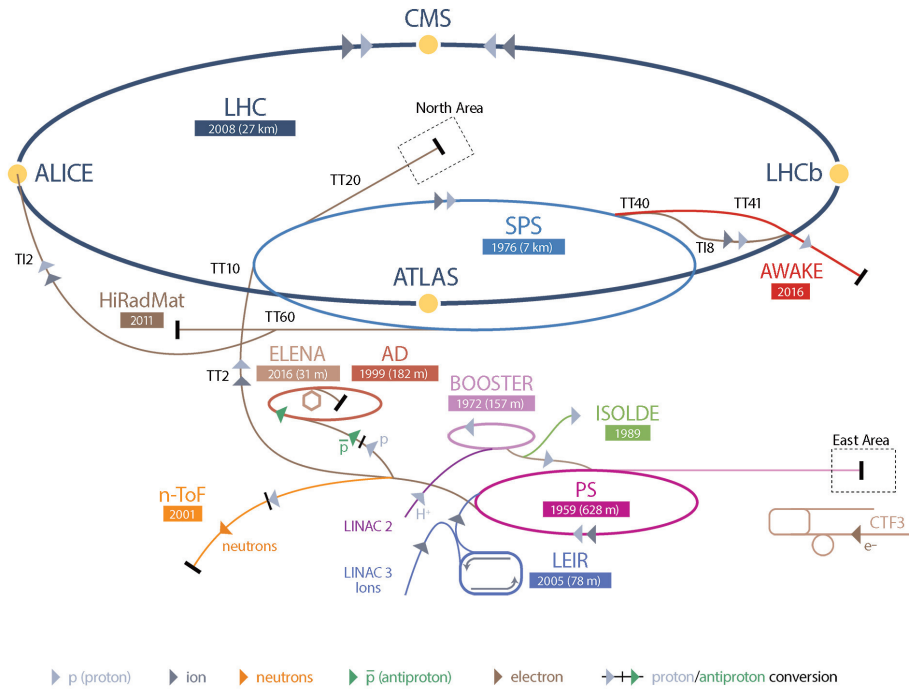 CMS
LHC
2008 (27 km)
North Area
ALICE
LHCb
TT20
TT40
TT41
SPS
1976 (7 km)
TI8
TI2
TT10
ATLAS
AWAKE
2016
HiRadMat
2011
TT60
ELENA
2016 (31 m)
AD
1999 (182 m)
TT2
BOOSTER
1972 (157 m)
ISOLDE
1989
p̅
p
East Area
n-ToF
2001
PS
1959 (628 m)
H⁺
LINAC 2
neutrons
CTF3
e⁻
LEIR
2005 (78 m)
LINAC 3
Ions
p (proton)
ion
neutrons
p̅ (antiproton)
electron
proton/antiproton conversion